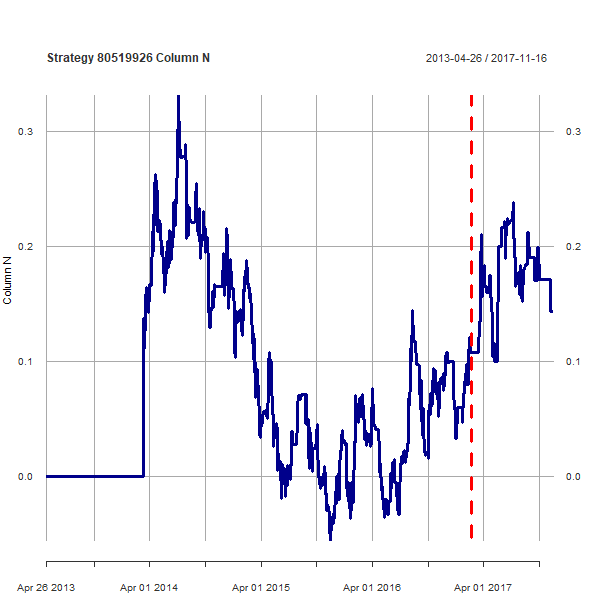 Strategy 80519926 Column N
2013-04-26 / 2017-11-16
0.3
0.3
0.2
0.2
Column N
0.1
0.1
0.0
0.0
Apr 26 2013
Apr 01 2014
Apr 01 2015
Apr 01 2016
Apr 01 2017